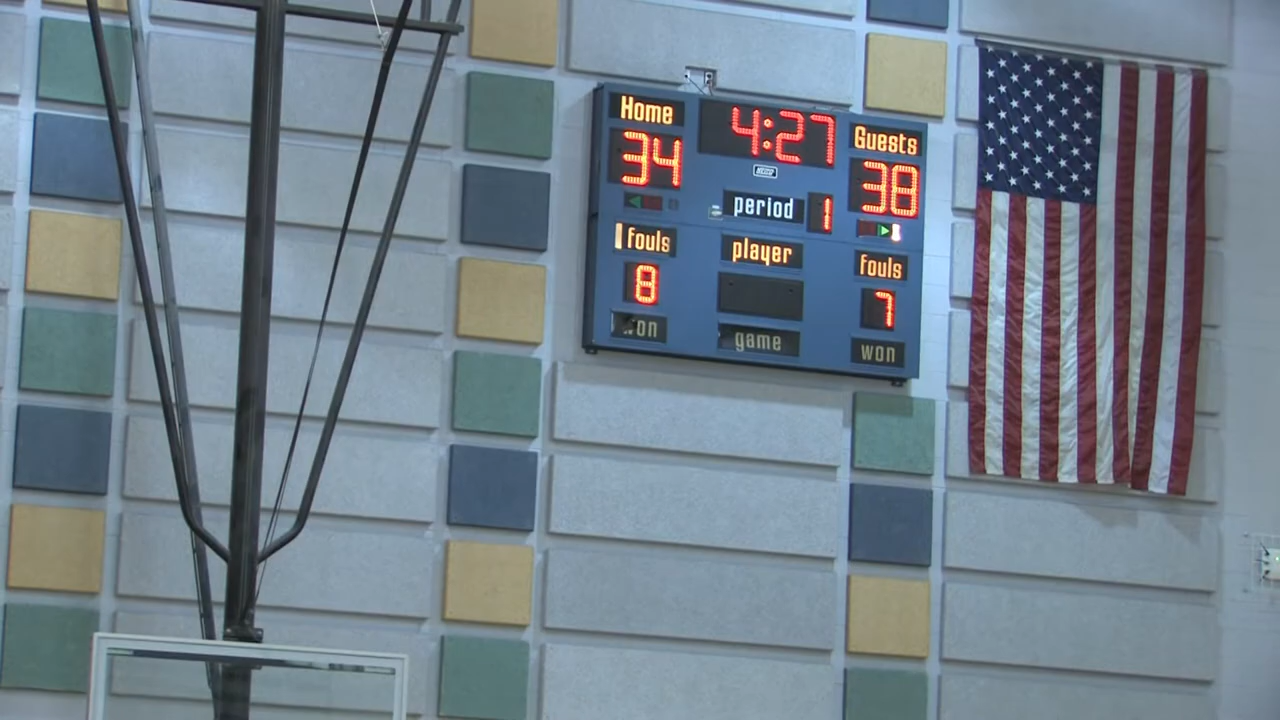 Home
4:27
Guests
34
38
period 1
fouls
player
fouls
8
7
game
won